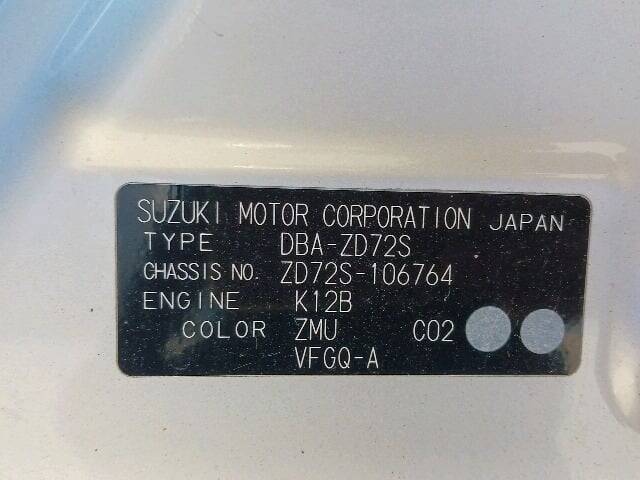 SUZUKI MOTOR CORPORATION JAPAN
TYPE DBA-ZD72S
CHASSIS NO. ZD72S-106764
ENGINE K12B
COLOR ZMU C02
VFGQ-A